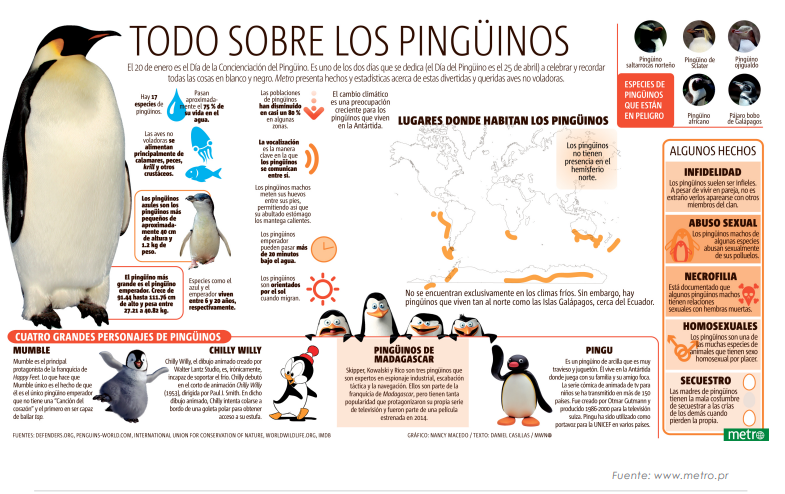 TODO SOBRE LOS PINGÜINOS
El 20 de enero es el Día de la Concienciación del Pingüino. Es uno de los dos días que se dedica (el Día del Pingüino es el 25 de abril) a celebrar y recordar
todas las cosas en blanco y negro. Metro presenta hechos y estadísticas acerca de estas divertidas y queridas aves no voladoras.
Hay 17
especies de
pingüinos.
Pasan
aproximada-
mente el 75 % de
su vida en el
agua.
Las aves no
voladoras se
alimentan
principalmente de
calamares, peces,
krill y otros
crustáceos.
Los pingüinos
azules son los
pingüinos más
pequeños de
aproximada-
mente 40 cm
de altura y
1.2 kg de
peso.
El pingüino más
grande es el pingüino
emperador. Crece de
91.44 hasta 111.76 cm
de alto y pesa entre
27.21 a 40.82 kg.
Especies como el
azul y el
emperador viven
entre 6 y 20 años,
respectivamente.
Las poblaciones
de pingüinos
han disminuido
en casi un 80 %
en algunas
zonas.
La vocalización
es la manera
clave en la que
los pingüinos
se comunican
entre sí.
Los pingüinos
machos meten
sus huevos
entre sus pies,
permitiendo así que
su abultado estómago
los mantega calientes.
Los pingüinos
emperador
pueden pasar más
de 20 minutos
bajo el agua.
Los pingüinos
son orientados
por el sol
cuando migran.
El cambio climático
es una preocupación
creciente para los
pingüinos que viven
en la Antártida.
LUGARES DONDE HABITAN LOS PINGÜINOS
Los pingüinos
no tienen
presencia en el
hemisferio
norte.
No se encuentran exclusivamente en los climas fríos. Sin embargo, hay
pingüinos que viven tan al norte como las Islas Galápagos, cerca del Ecuador.
Pingüino
saltarrocas norteño
Pingüino de
Sclater
Pingüino
ojigualdo
ESPECIES DE
PINGÜINOS
QUE ESTÁN
EN PELIGRO
Pingüino
africano
Pájaro bobo
de Galápagos
ALGUNOS HECHOS
INFIDELIDAD
Los pingüinos suelen ser Infieles.
A pesar de vivir en pareja, no es
extraño verlos aparearse con otros
miembros del clan.
ABUSO SEXUAL
Los pingüinos machos de
algunas especies
abusan sexualmente
de sus polluelos.
NECROFILIA
Está documentado que
algunos pingüinos machos
tienen relaciones
sexuales con hembras muertas.
HOMOSEXUALES
Los pingüinos son una de
las muchas especies de
animales que tienen sexo
homosexual por placer.
SECUESTRO
Las madres de pingüinos
tienen la mala costumbre
de secuestrar a las crías
de las demás cuando
pierden la propia.
CUATRO GRANDES PERSONAJES DE PINGÜINOS
MUMBLE
Mumble es el principal
protagonista de la franquicia de
Happy Feet. Lo que hace que
Mumble único es el hecho de que
él es el único pingüino emperador
que no tiene una "Canción del
corazón" y el primero en ser capaz
de bailar tap.
CHILLY WILLY
Chilly Willy, el dibujo animado creado por
Walter Lantz Studio, es, irónicamente,
incapaz de soportar el frío. Chilly debutó
en el corto de animación Chilly Willy
(1953), dirigida por Paul J. Smith. En dicho
dibujo animado, Chilly intenta colarse a
bordo de una goleta polar para obtener
acceso a su estufa.
PINGÜINOS DE
MADAGASCAR
Skipper, Kowalski y Rico son tres pingüinos que
son expertos en espionaje industrial, excavación
táctica y la navegación. Ellos son parte de la
franquicia de Madagascar, pero tienen tanta
popularidad que protagonizaron su propia serie
de televisión y fueron parte de una película
estrenada en 2014.
PINGU
Es un pingüino de arcilla que es muy
travieso y juguetón. Él vive en la Antártida
donde juega con su familia y su amiga foca.
La serie cómica de animada de tv para
niños se ha transmitido en más de 150
países. Fue creado por Otmar Gutmann y
producido 1986-2000 para la televisión
suiza. Pingu ha sido utilizado como
portavoz para la UNICEF en varios países.
FUENTES: DEFENDERS.ORG, PENGUINS-WORLD.COM, INTERNATIONAL UNION FOR CONSERVATION OF NATURE, WORLDWILDLIFE.ORG, IMDB
GRÁFICO: NANCY MACEDO / TEXTO: DANIEL CASILLAS / MWN
metro
Fuente: www.metro.pr